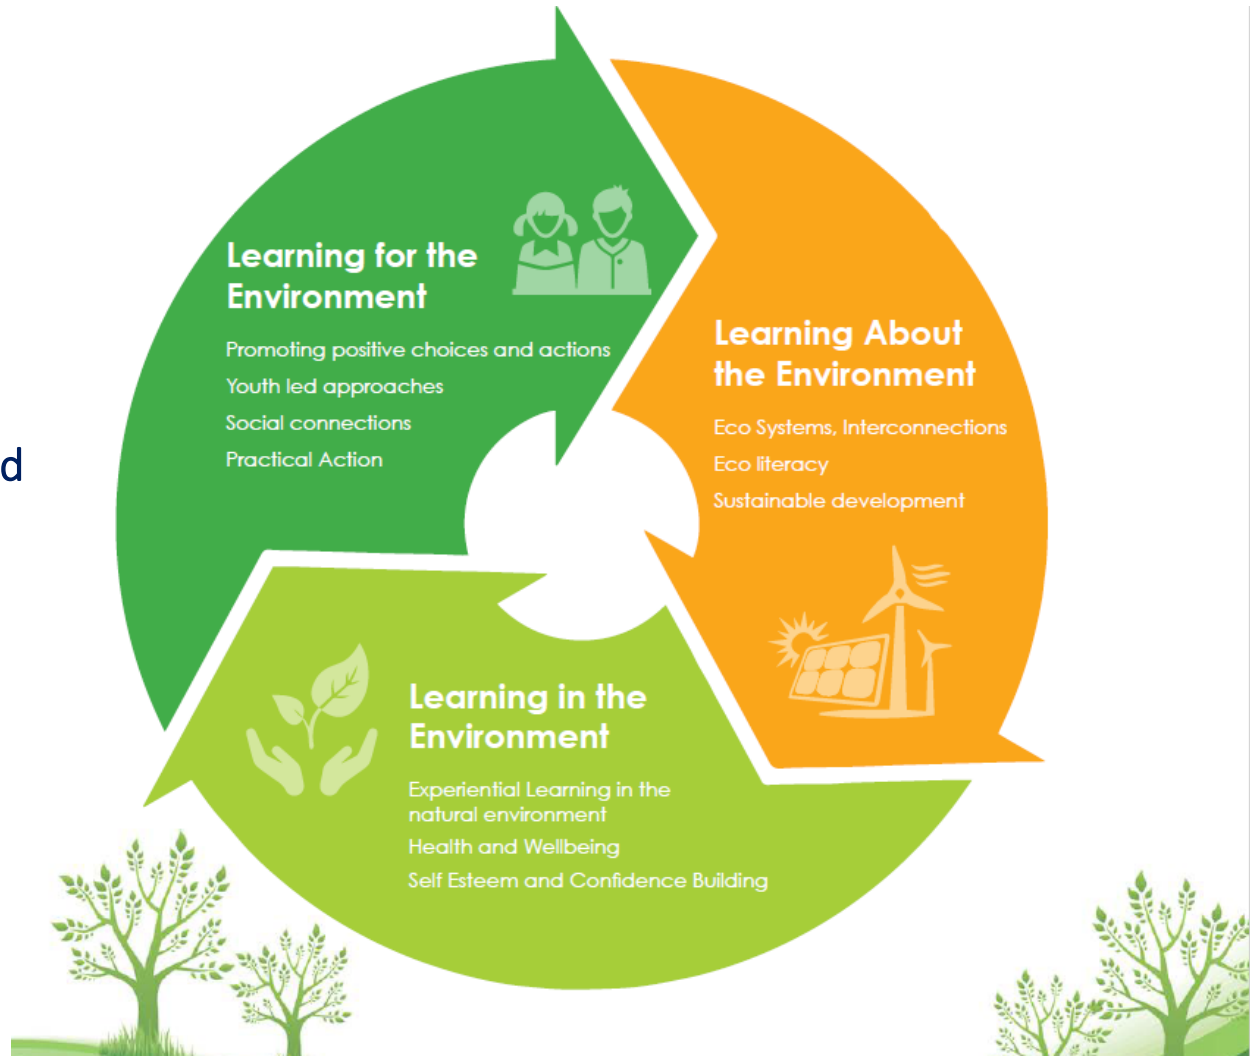 Learning for the
Environment
Promoting positive choices and actions
Youth led approaches
Social connections
Practical Action
Learning About
the Environment
Eco Systems, Interconnections
Eco literacy
Sustainable development
d
Learning in the
Environment
Experiential Learning in the
natural environment
Health and Wellbeing
Self Esteem and Confidence Building